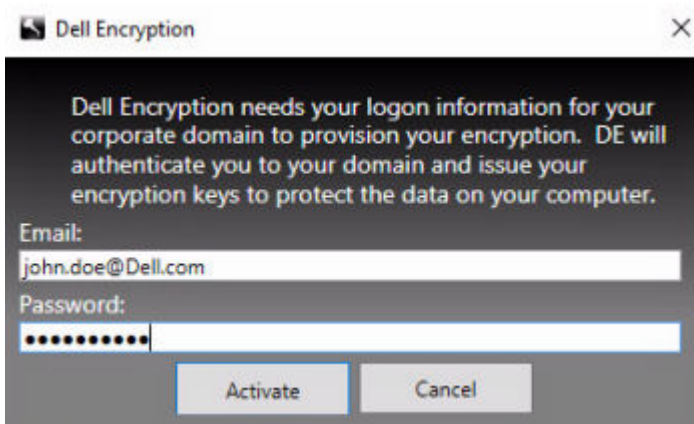 Dell Encryption
Dell Encryption needs your logon information for your
corporate domain to provision your encryption.  DE will
authenticate you to your domain and issue your
encryption keys to protect the data on your computer.
Email:
john.doe@Dell.com
Password:
●●●●●●●●●●
Activate Cancel